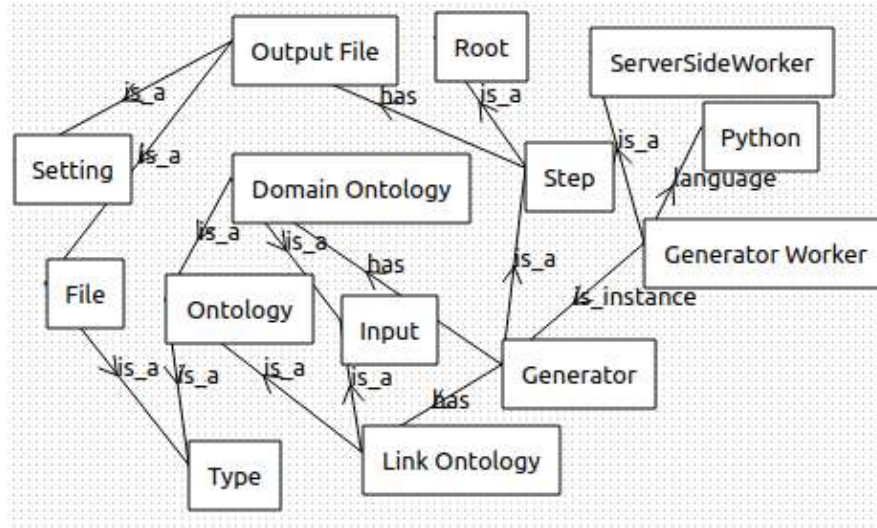 Output File
Root
ServerSideWorker
is_a
has
is_a
Python
is_a
is_a
Setting
Domain Ontology
Step
language
is_a
is_a
has
is_a
Generator Worker
File
Ontology
Input
Is_instance
is_a
is_a
is_a
is_a
has
Generator
Type
Link Ontology